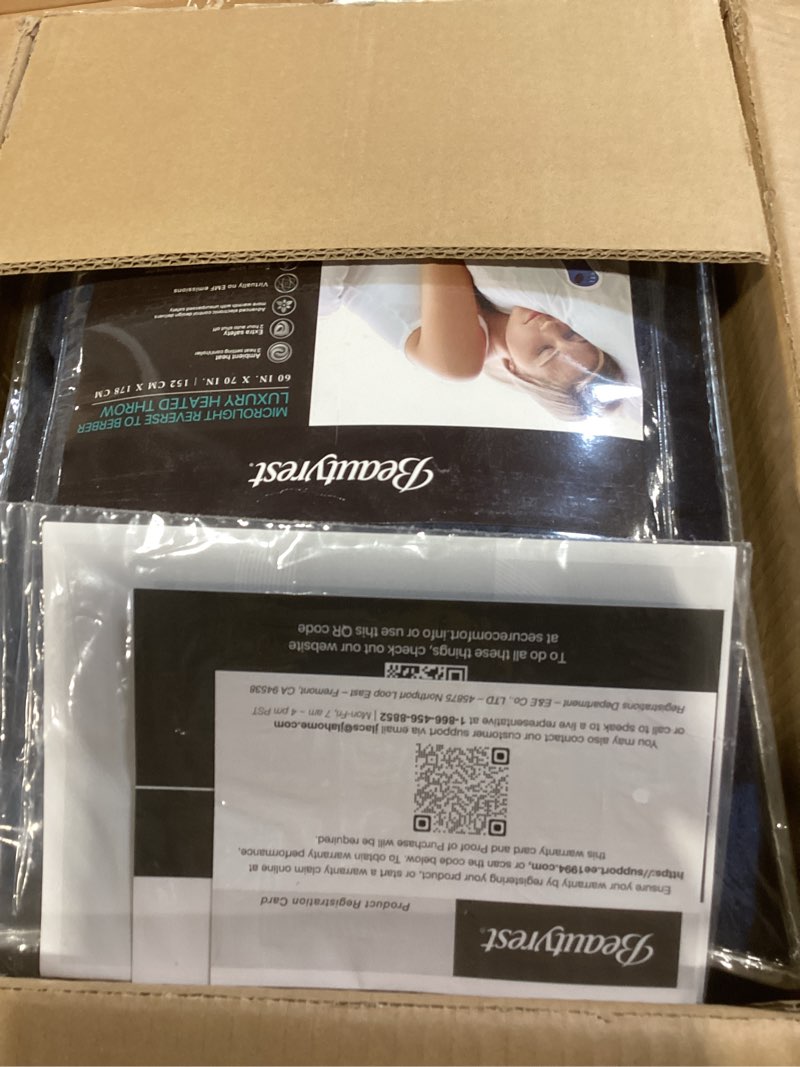 Beautyrest®
Product Registration Card
Ensure your warranty by registering your product, or start a warranty claim online at
https://support.ee1994.com, or scan the code below. To obtain warranty performance,
this warranty card and Proof of Purchase will be required.
You may also contact our customer support via email jlacs@jlahome.com
or call to speak to a live representative at 1-866-456-8852 | Mon-Fri, 7 am – 4 pm PST
Registrations Department – E&E Co., LTD – 45875 Northport Loop East – Fremont, CA 94538
To do all these things, check out our website
at securecomfort.info or use this QR code
Beautyrest®
MICROLIGHT REVERSE TO BERBER
LUXURY HEATED THROW
60 IN. X 70 IN. | 152 CM X 178 CM
Ambient heat
3 heat setting controller
Extra safety
2 hour auto shut off
Advanced electronic control design delivers
more warmth with unsurpassed safety
Virtually no EMF emissions